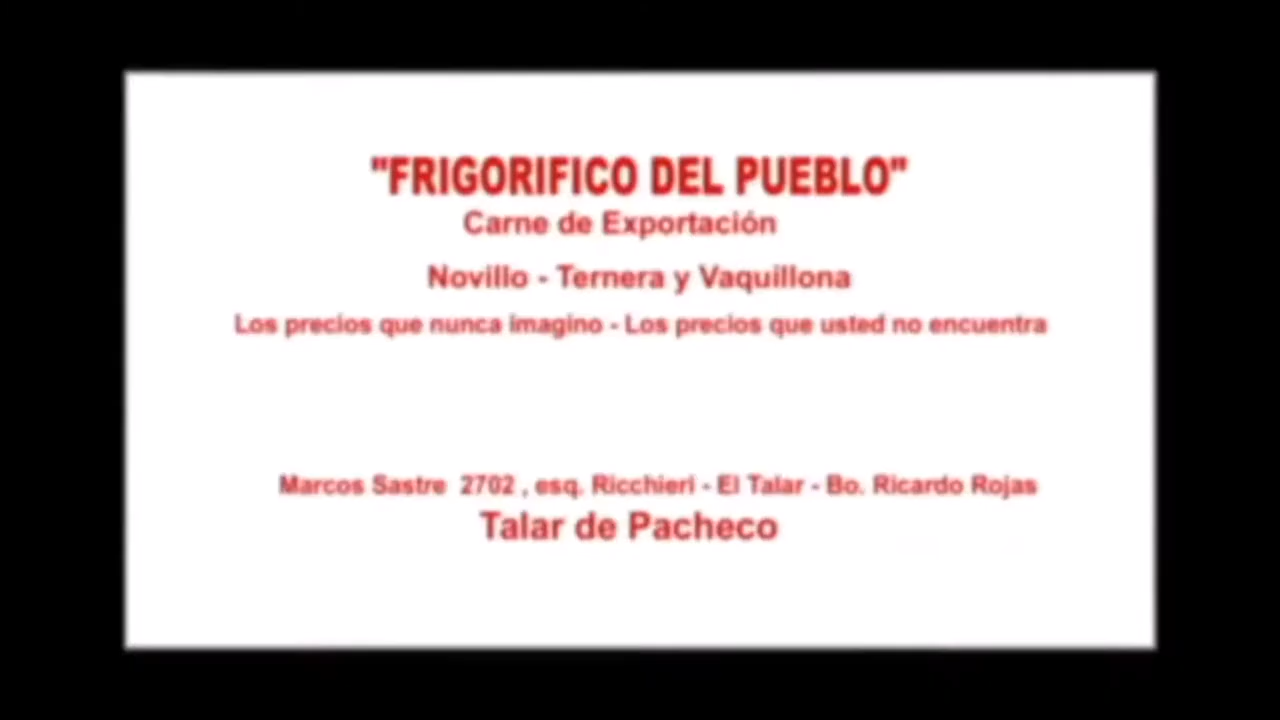 "FRIGORIFICO DEL PUEBLO"
Carne de Exportación
Novillo - Ternera y Vaquillona
Los precios que nunca imagino - Los precios que usted no encuentra
Marcos Sastre 2702 , esq. Ricchieri - El Talar - Bo. Ricardo Rojas
Talar de Pacheco